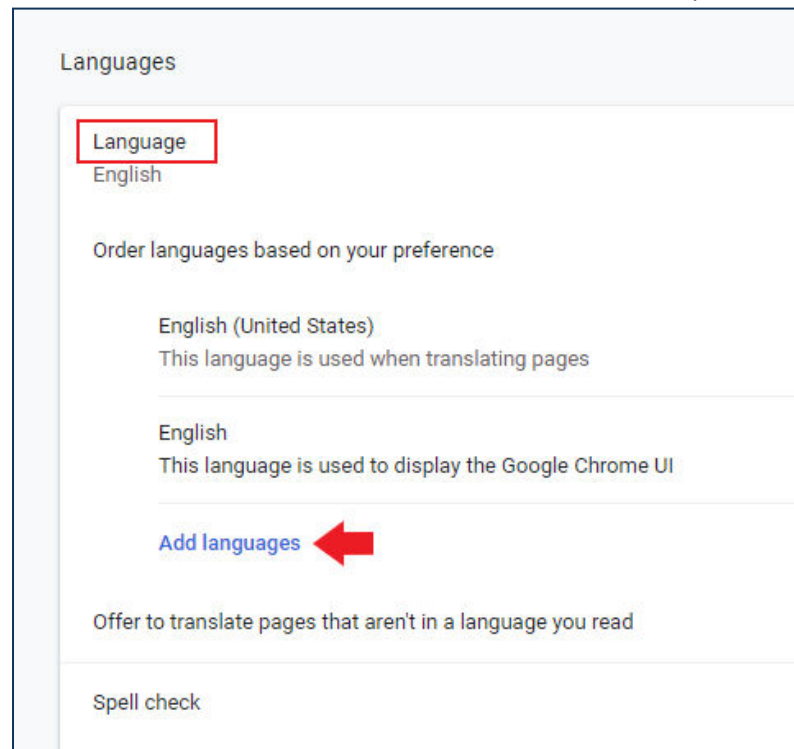 Languages
Language
English
Order languages based on your preference
English (United States)
This language is used when translating pages
English
This language is used to display the Google Chrome UI
Add languages
Offer to translate pages that aren't in a language you read
Spell check